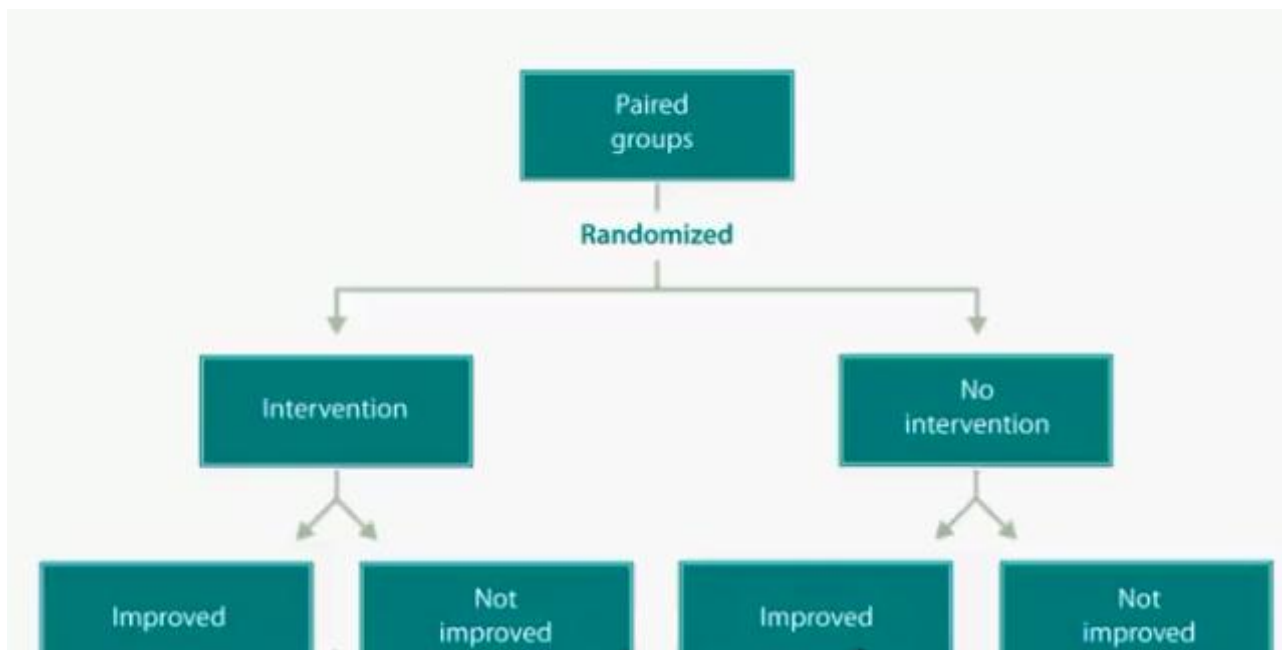 Paired
groups
Randomized
Intervention
No
intervention
Improved
Not
improved
Improved
Not
improved